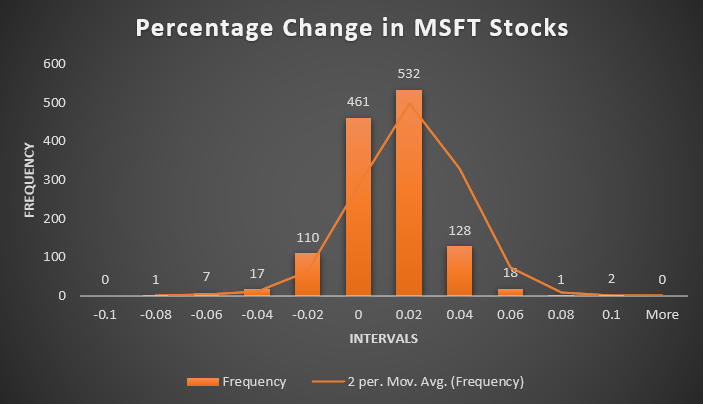 Percentage Change in MSFT Stocks
600
500
400
300
200
100
0
FREQUENCY
0 1 7 17 110 461 532 128 18 1 2 0
-0.1 -0.08 -0.06 -0.04 -0.02 0 0.02 0.04 0.06 0.08 0.1 More
INTERVALS
Frequency 2 per. Mov. Avg. (Frequency)